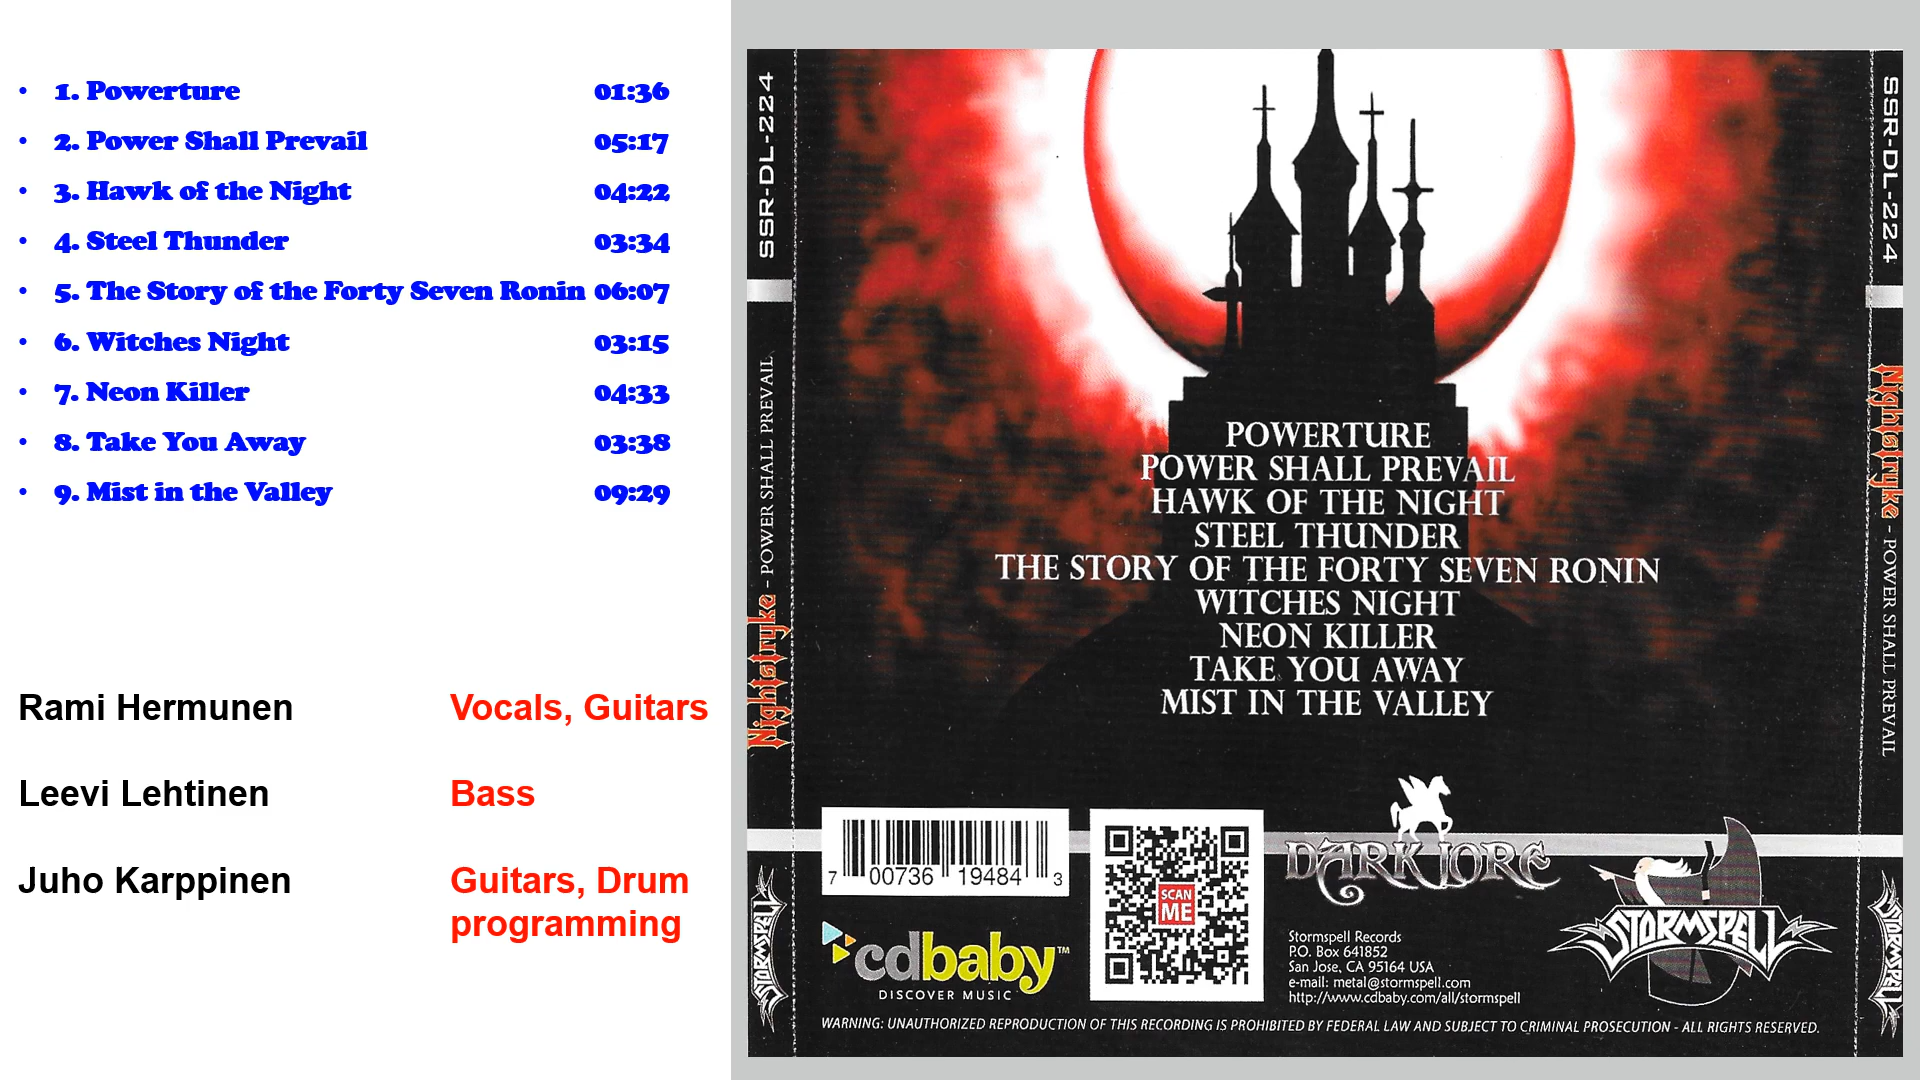 • 1. Powerture 01:36
• 2. Power Shall Prevail 05:17
• 3. Hawk of the Night 04:22
• 4. Steel Thunder 03:34
• 5. The Story of the Forty Seven Ronin 06:07
• 6. Witches Night 03:15
• 7. Neon Killer 04:33
• 8. Take You Away 03:38
• 9. Mist in the Valley 09:29
Rami Hermunen Vocals, Guitars
Leevi Lehtinen Bass
Juho Karppinen Guitars, Drum
programming
SSR-DL-224
Nightstryke – POWER SHALL PREVAIL
STORMSPELL
POWERTURE
POWER SHALL PREVAIL
HAWK OF THE NIGHT
STEEL THUNDER
THE STORY OF THE FORTY SEVEN RONIN
WITCHES NIGHT
NEON KILLER
TAKE YOU AWAY
MIST IN THE VALLEY
7 00736 19484 3
cdbaby™
DISCOVER MUSIC
SCAN
ME
DARK LORE
Stormspell Records
P.O. Box 641852
San Jose, CA 95164 USA
e-mail: metal@stormspell.com
http://www.cdbaby.com/all/stormspell
STORMSPELL
WARNING: UNAUTHORIZED REPRODUCTION OF THIS RECORDING IS PROHIBITED BY FEDERAL LAW AND SUBJECT TO CRIMINAL PROSECUTION - ALL RIGHTS RESERVED.
SSR-DL-224
Nightstryke – POWER SHALL PREVAIL
STORMSPELL